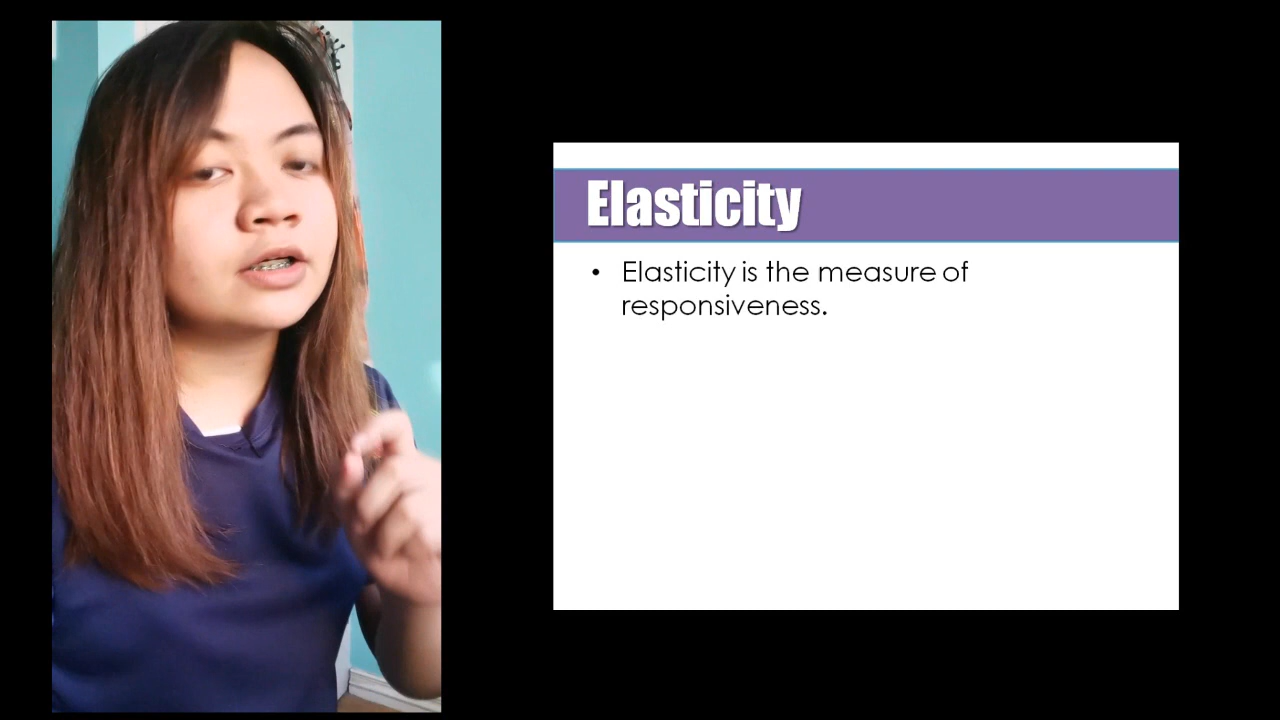 Elasticity
• Elasticity is the measure of
responsiveness.